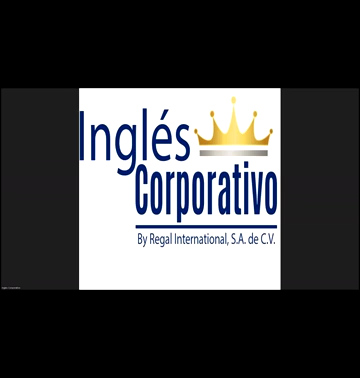 Inglés
Corporativo
By Regal International, S.A. de C.V.